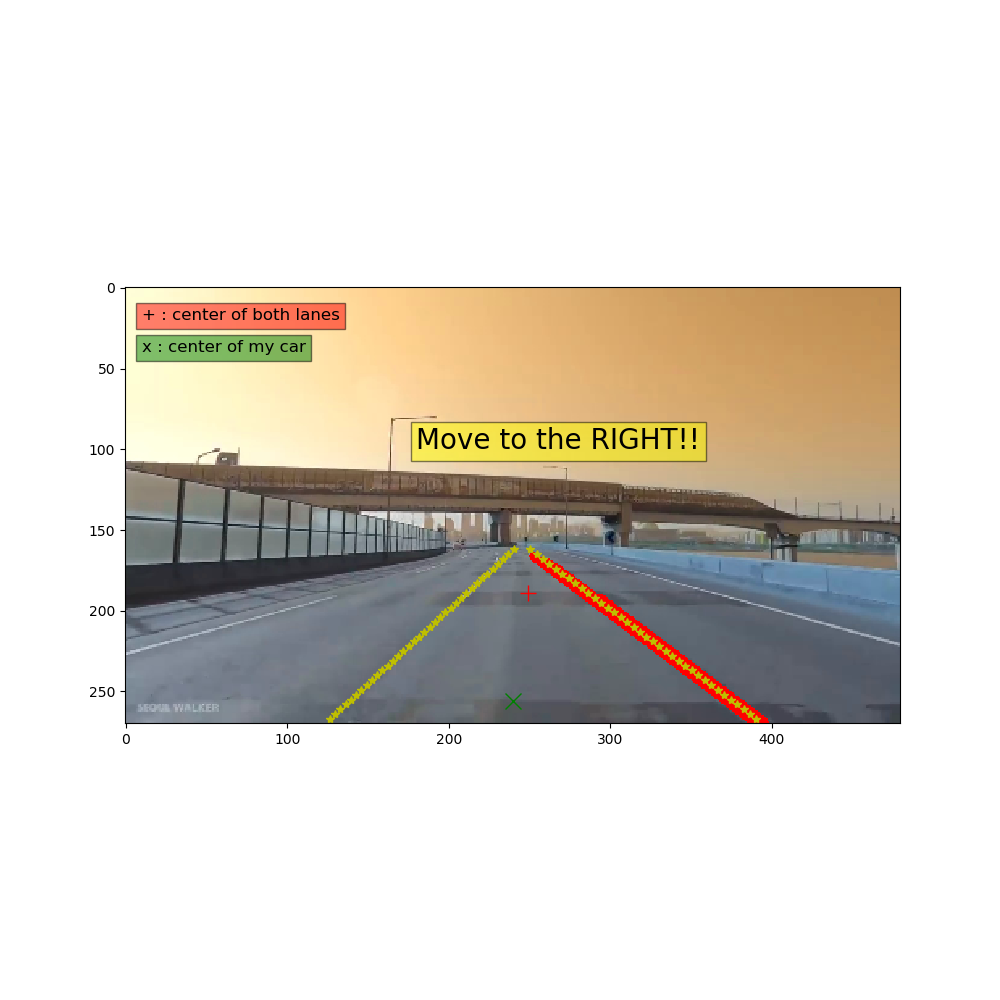 0
50
100
150
200
250
+ : center of both lanes
x : center of my car
Move to the RIGHT!!
SEOUL WALKER
0
100
200
300
400